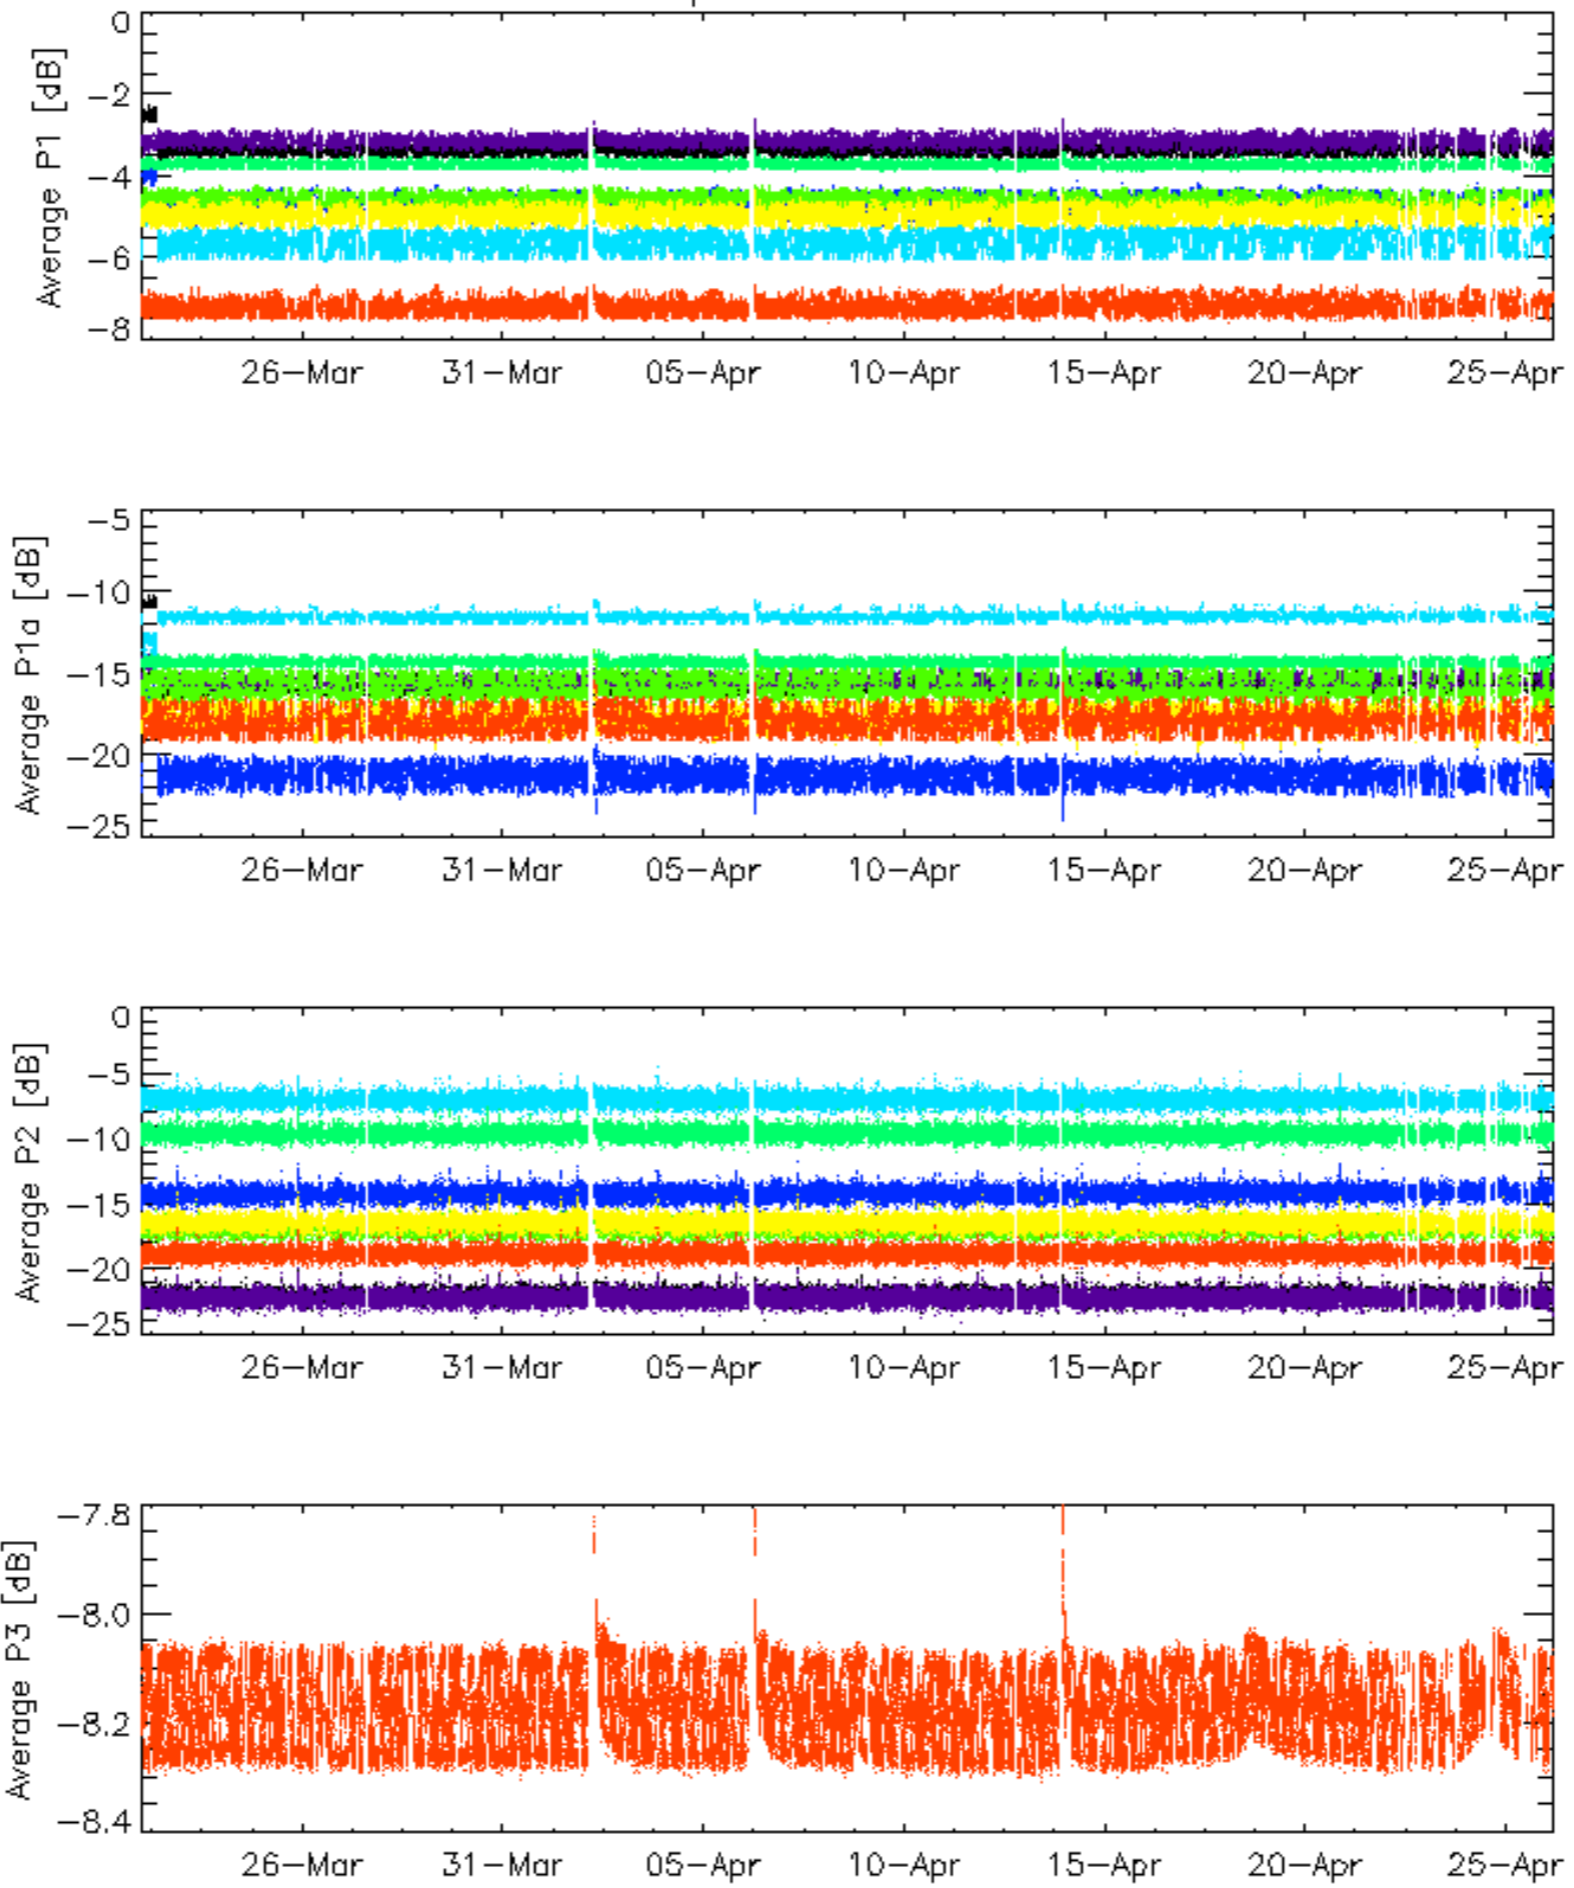 Average P1 [dB]
0
−2
−4
−6
−8
26−Mar 31−Mar 05−Apr 10−Apr 15−Apr 20−Apr 25−Apr
Average P1a [dB]
−5
−10
−15
−20
−25
26−Mar 31−Mar 05−Apr 10−Apr 15−Apr 20−Apr 25−Apr
Average P2 [dB]
0
−5
−10
−15
−20
−25
26−Mar 31−Mar 05−Apr 10−Apr 15−Apr 20−Apr 25−Apr
Average P3 [dB]
−7.8
−8.0
−8.2
−8.4
26−Mar 31−Mar 05−Apr 10−Apr 15−Apr 20−Apr 25−Apr